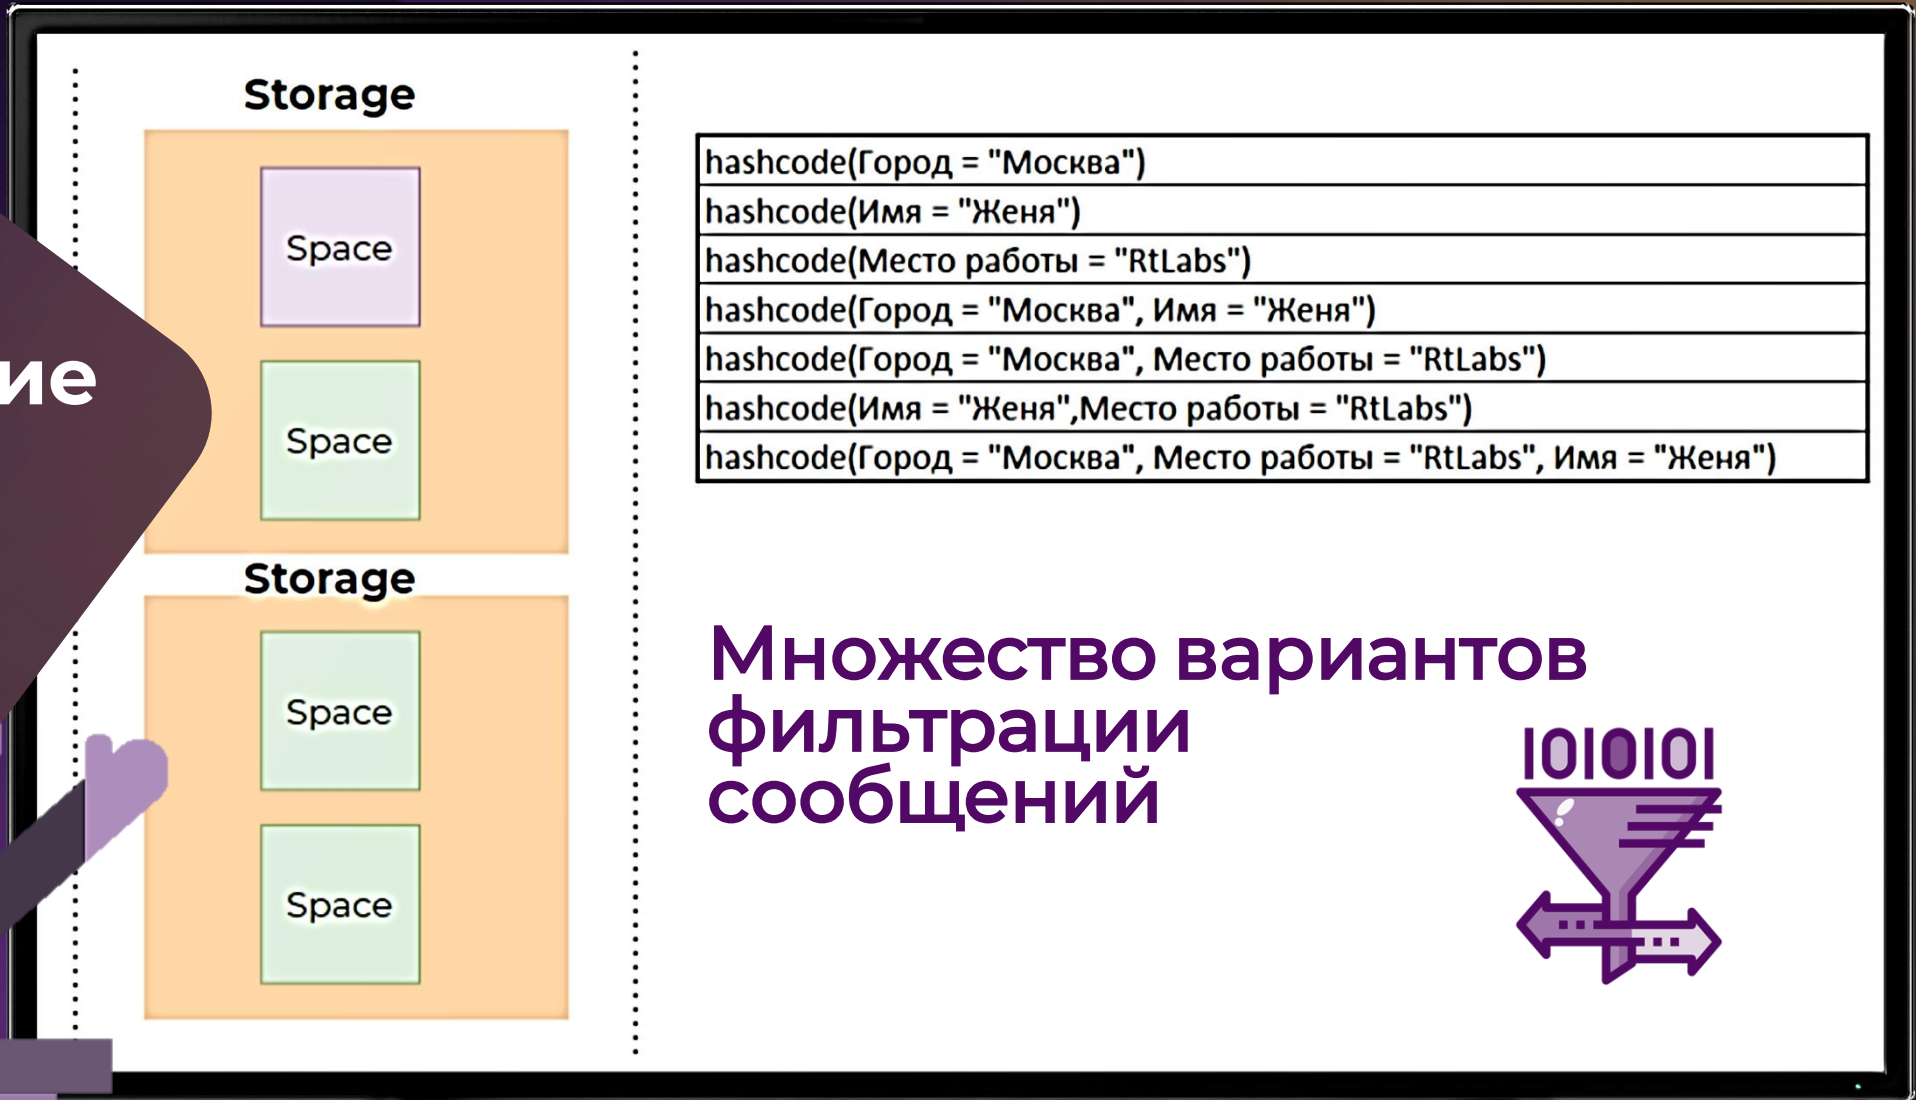 Storage
Space
Space
Storage
Space
Space
ие
hashcode(Город = "Москва")
hashcode(Имя = "Женя")
hashcode(Место работы = "RtLabs")
hashcode(Город = "Москва", Имя = "Женя")
hashcode(Город = "Москва", Место работы = "RtLabs")
hashcode(Имя = "Женя",Место работы = "RtLabs")
hashcode(Город = "Москва", Место работы = "RtLabs", Имя = "Женя")
Множество вариантов
фильтрации
сообщений
1010101